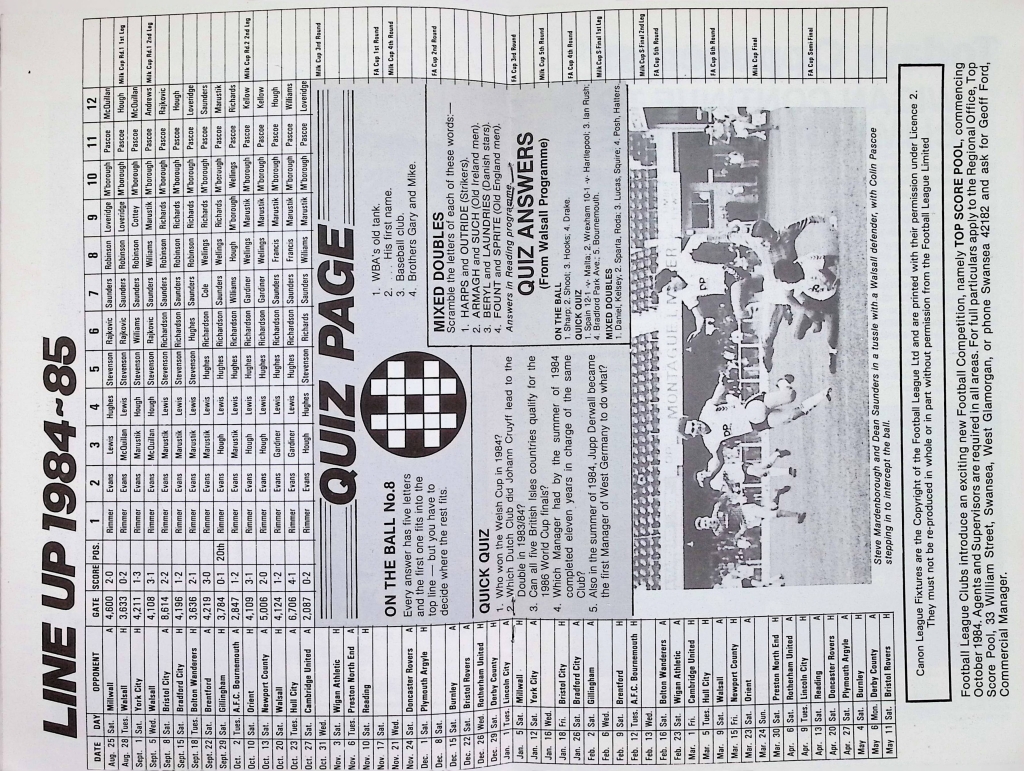 LINE UP 1984~85
DATE DAY OPPONENT GATE SCORE POS. 1 2 3 4 5 6 7 8 9 10 11 12
Aug. 25 Sat. Millwall A 4,600 2-0 Rimmer Evans Lewis Hughes Stevenson Rajkovic Saunders Robinson Loveridge M'borough Pascoe McQuillan
Aug. 28 Tues. Walsall H 3,633 0-2 Rimmer Evans McQuillan Lewis Stevenson Rajkovic Saunders Robinson Loveridge M'borough Pascoe Hough Milk Cup Rd.1 1st Leg
Sept. 1 Sat. York City H 4,211 1-3 Rimmer Evans Marustik Hough Stevenson Williams Saunders Robinson Cottey M'borough Pascoe McQuillan
Sept. 5 Wed. Walsall A 4,108 3-1 Rimmer Evans McQuillan Hough Stevenson Rajkovic Saunders Williams Marustik M'borough Pascoe Andrews Milk Cup Rd.1 2nd Leg
Sept. 8 Sat. Bristol City A 8,614 2-2 Rimmer Evans Marustik Lewis Stevenson Richardson Saunders Robinson Richards M'borough Pascoe Rajkovic
Sept. 15 Sat. Bradford City H 4,196 1-2 Rimmer Evans Marustik Lewis Stevenson Richardson Saunders Robinson Richards M'borough Pascoe Hough
Sept. 18 Tues. Bolton Wanderers H 3,636 2-1 Rimmer Evans Marustik Lewis Stevenson Hughes Saunders Robinson Richards M'borough Pascoe Loveridge
Sept. 22 Sat. Brentford A 4,219 3-0 Rimmer Evans Marustik Lewis Hughes Richardson Cole Wellings Richards M'borough Pascoe Saunders
Sept. 29 Sat. Gillingham H 3,784 0-1 20th Rimmer Evans Hough Lewis Hughes Richardson Saunders Wellings Richards M'borough Pascoe Marustik
Oct. 2 Tues. A.F.C. Bournemouth A 2,847 1-2 Rimmer Evans Marustik Lewis Hughes Richardson Williams Hough M'borough Wellings Pascoe Richards
Oct. Sat. Orient H 4,109 3-1 Rimmer Evans Hough Lewis Hughes Richardson Gardner Wellings Marustik M'borough Pascoe Kellow Milk Cup Rd.2 2nd Leg
Oct. 13 Sat. Newport County A 5,006 2-0 Rimmer Evans Hough Lewis Hughes Richardson Gardner Wellings Marustik M'borough Pascoe Kellow
Oct. 20 Sat. Walsall H 4,124 1-2 Rimmer Evans Gardiner Lewis Hughes Richardson Saunders Francis Marustik M'borough Pascoe Hough
Oct. 23 Tues. Hull City A 6,706 4-1 Rimmer Evans Gardiner Lewis Hughes Richardson Saunders Francis Marustik M'borough Pascoe Williams
Oct. 27 Sat. Cambridge United A 2,087 0-2 Rimmer Evans Hough Hughes Stevenson Richards Saunders Williams Marustik M'borough Pascoe Loveridge
Oct. 31 Wed. Milk Cup 3rd Round
Nov. 3 Sat. Wigan Athletic H
Nov. 6 Tues. Preston North End A
Nov. 10 Sat. Reading H
Nov. 17 Sat. FA Cup 1st Round
Nov. 21 Wed. Milk Cup 4th Round
Nov. 24 Sat. Doncaster Rovers A
Dec. 1 Sat. Plymouth Argyle H
Dec. 8 Sat. FA Cup 2nd Round
Dec. 15 Sat. Burnley A
Dec. 22 Sat. Bristol Rovers A
Dec. 26 Wed. Rotherham United H
Dec. 29 Sat. Derby County H
Jan. 1 Tues. Lincoln City A
Jan. 5 Sat. Millwall H FA Cup 3rd Round
Jan. 12 Sat. York City A
Jan. 16 Wed. Milk Cup 5th Round
Jan. 18 Fri. Bristol City H
Jan. 26 Sat. Bradford City A FA Cup 4th Round
Feb. 2 Sat. Gillingham A
Feb. 6 Wed. Milk Cup S-Final 1st Leg
Feb. 9 Sat. Brentford H
Feb. 12 Tues. A.F.C. Bournemouth H
Feb. 13 Wed. Milk Cup S-Final 2nd Leg
Feb. 16 Sat. Bolton Wanderers A FA Cup 5th Round
Feb. 23 Sat. Wigan Athletic A
Mar. 1 Fri. Cambridge United H
Mar. 5 Tues. Hull City H
Mar. 9 Sat. Walsall A FA Cup 6th Round
Mar. 15 Fri. Newport County H
Mar. 23 Sat. Orient A
Mar. 24 Sun. Milk Cup Final
Mar. 30 Sat. Preston North End H
Apr. 6 Sat. Rotherham United A
Apr. 9 Tues. Lincoln City H
Apr. 13 Sat. Reading A FA Cup Semi Final
Apr. 20 Sat. Doncaster Rovers H
Apr. 27 Sat. Plymouth Argyle A
May 4 Sat. Burnley H
May 6 Mon. Derby County A
May 11 Sat. Bristol Rovers H
QUIZ PAGE
ON THE BALL No.8
Every answer has five letters
and the first one fits into the
top line — but you have to
decide where the rest fits.
1. WBA's old tank.
2. ... His first name.
3. Baseball club.
4. Brothers Garry and Mike.
QUICK QUIZ
1. Who won the Welsh Cup in 1984?
2. Which Dutch Club did Johann Cruyff lead to the
Double in 1983/84?
3. Can all five British Isles countries qualify for the
1986 World Cup finals?
4. Which Manager had by the summer of 1984
completed eleven years in charge of the same
Club?
5. Also in the summer of 1984, Jupp Derwall became
the first Manager of West Germany to do what?
MIXED DOUBLES
Scramble the letters of each of these words:—
1. HARPS and OUTRIDE (Strikers).
2. ARMAGH and SUCH (Old Ireland men).
3. BERYL and LAUNDRIES (Danish stars).
4. FOUNT and SPRITE (Old England men).
Answers in Reading programme
QUIZ ANSWERS
(From Walsall Programme)
ON THE BALL
1. Sharp; 2. Shoot; 3. Hooks; 4. Drake.
QUICK QUIZ
1. Spain 12-1 -v- Malta; 2. Wrexham 10-1 -v- Hartlepool; 3. Ian Rush;
4. Bradford Park Ave.; 5. Bournemouth.
MIXED DOUBLES
1. Daniel, Kelsey; 2. Sparta, Roda; 3. Lucas, Squire; 4. Posh, Hatters.
DP
DP
Steve Mardenborough and Dean Saunders in a tussle with a Walsall defender, with Colin Pascoe
stepping in to intercept the ball.
Canon League Fixtures are the Copyright of the Football League Ltd and are printed with their permission under Licence 2.
They must not be re-produced in whole or in part without permission from the Football League Limited
Football League Clubs introduce an exciting new Football Competition, namely TOP SCORE POOL, commencing
October 1984. Agents and Supervisors are required in all areas. For full particulars apply to the Regional Office, Top
Score Pool, 33 William Street, Swansea, West Glamorgan, or phone Swansea 42182 and ask for Geoff Ford,
Commercial Manager.